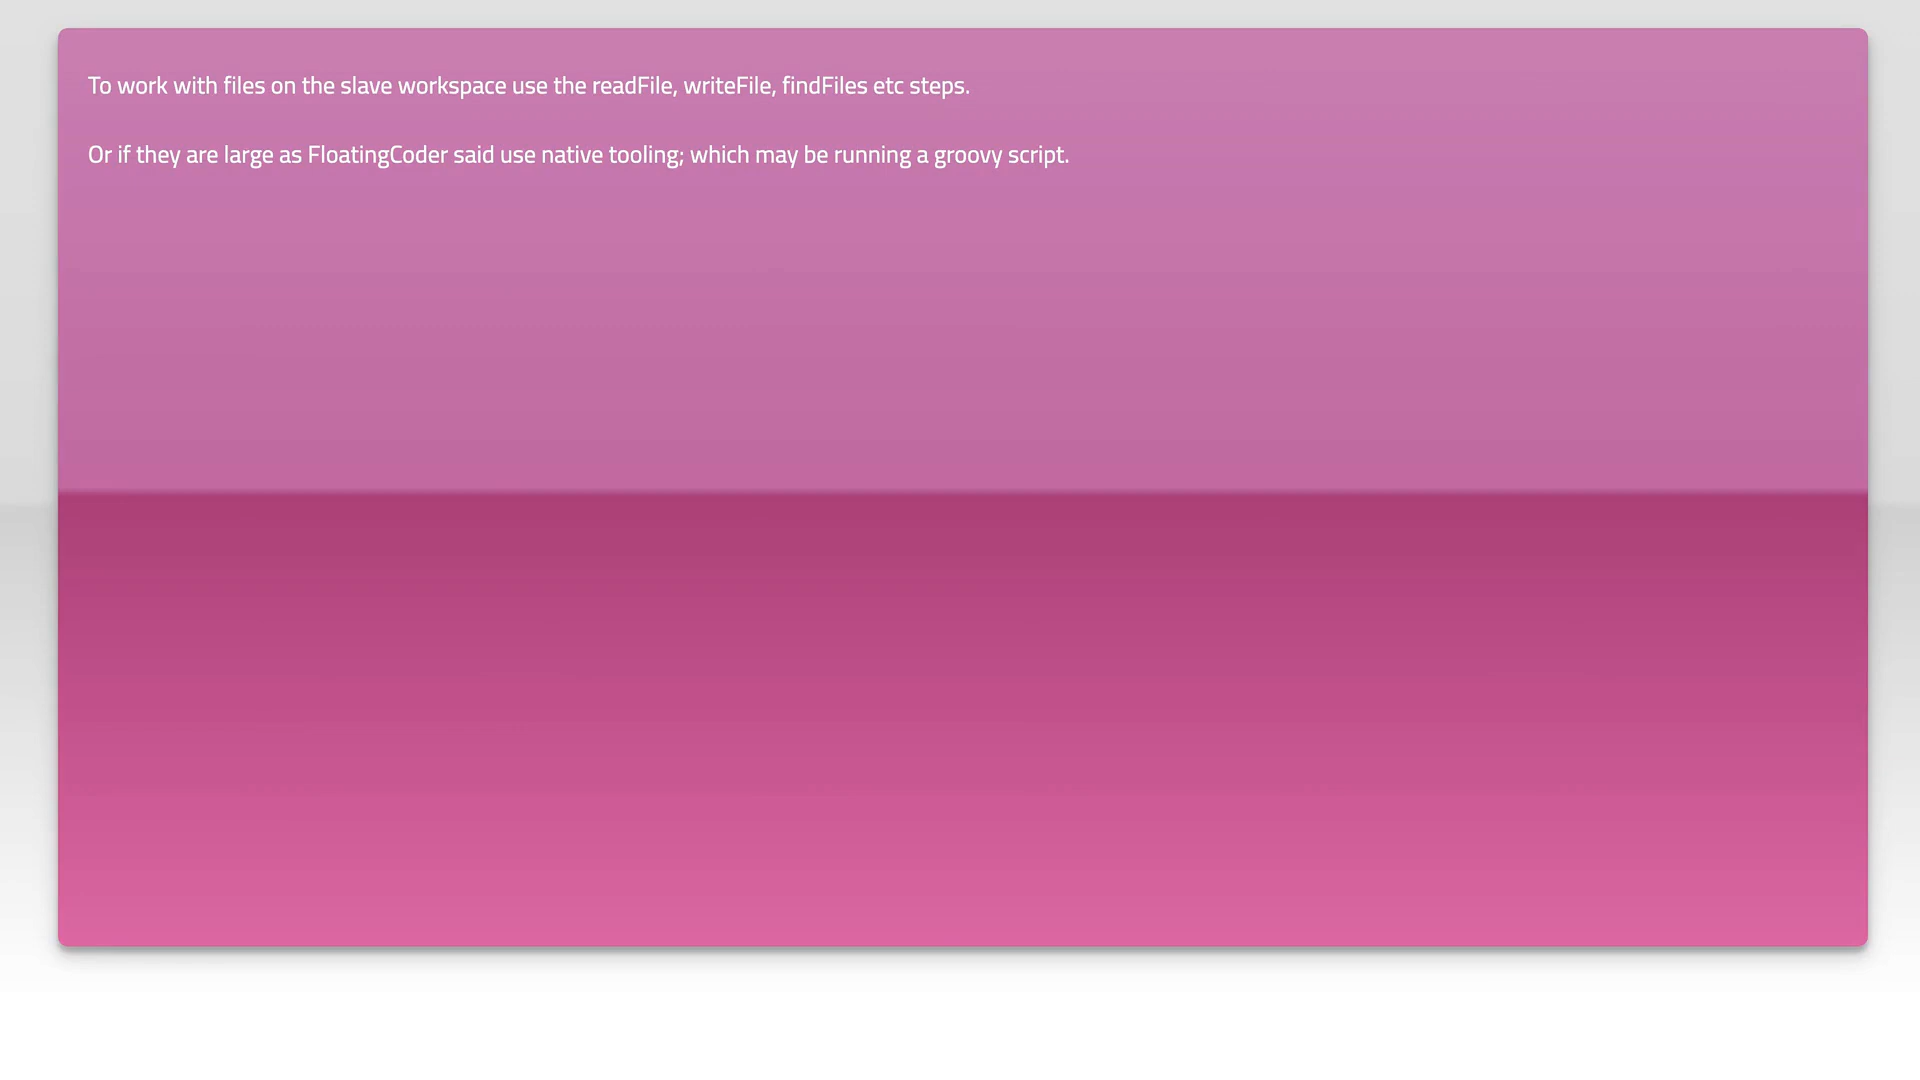 To work with files on the slave workspace use the readFile, writeFile, findFiles etc steps.
Or if they are large as FloatingCoder said use native tooling; which may be running a groovy script.